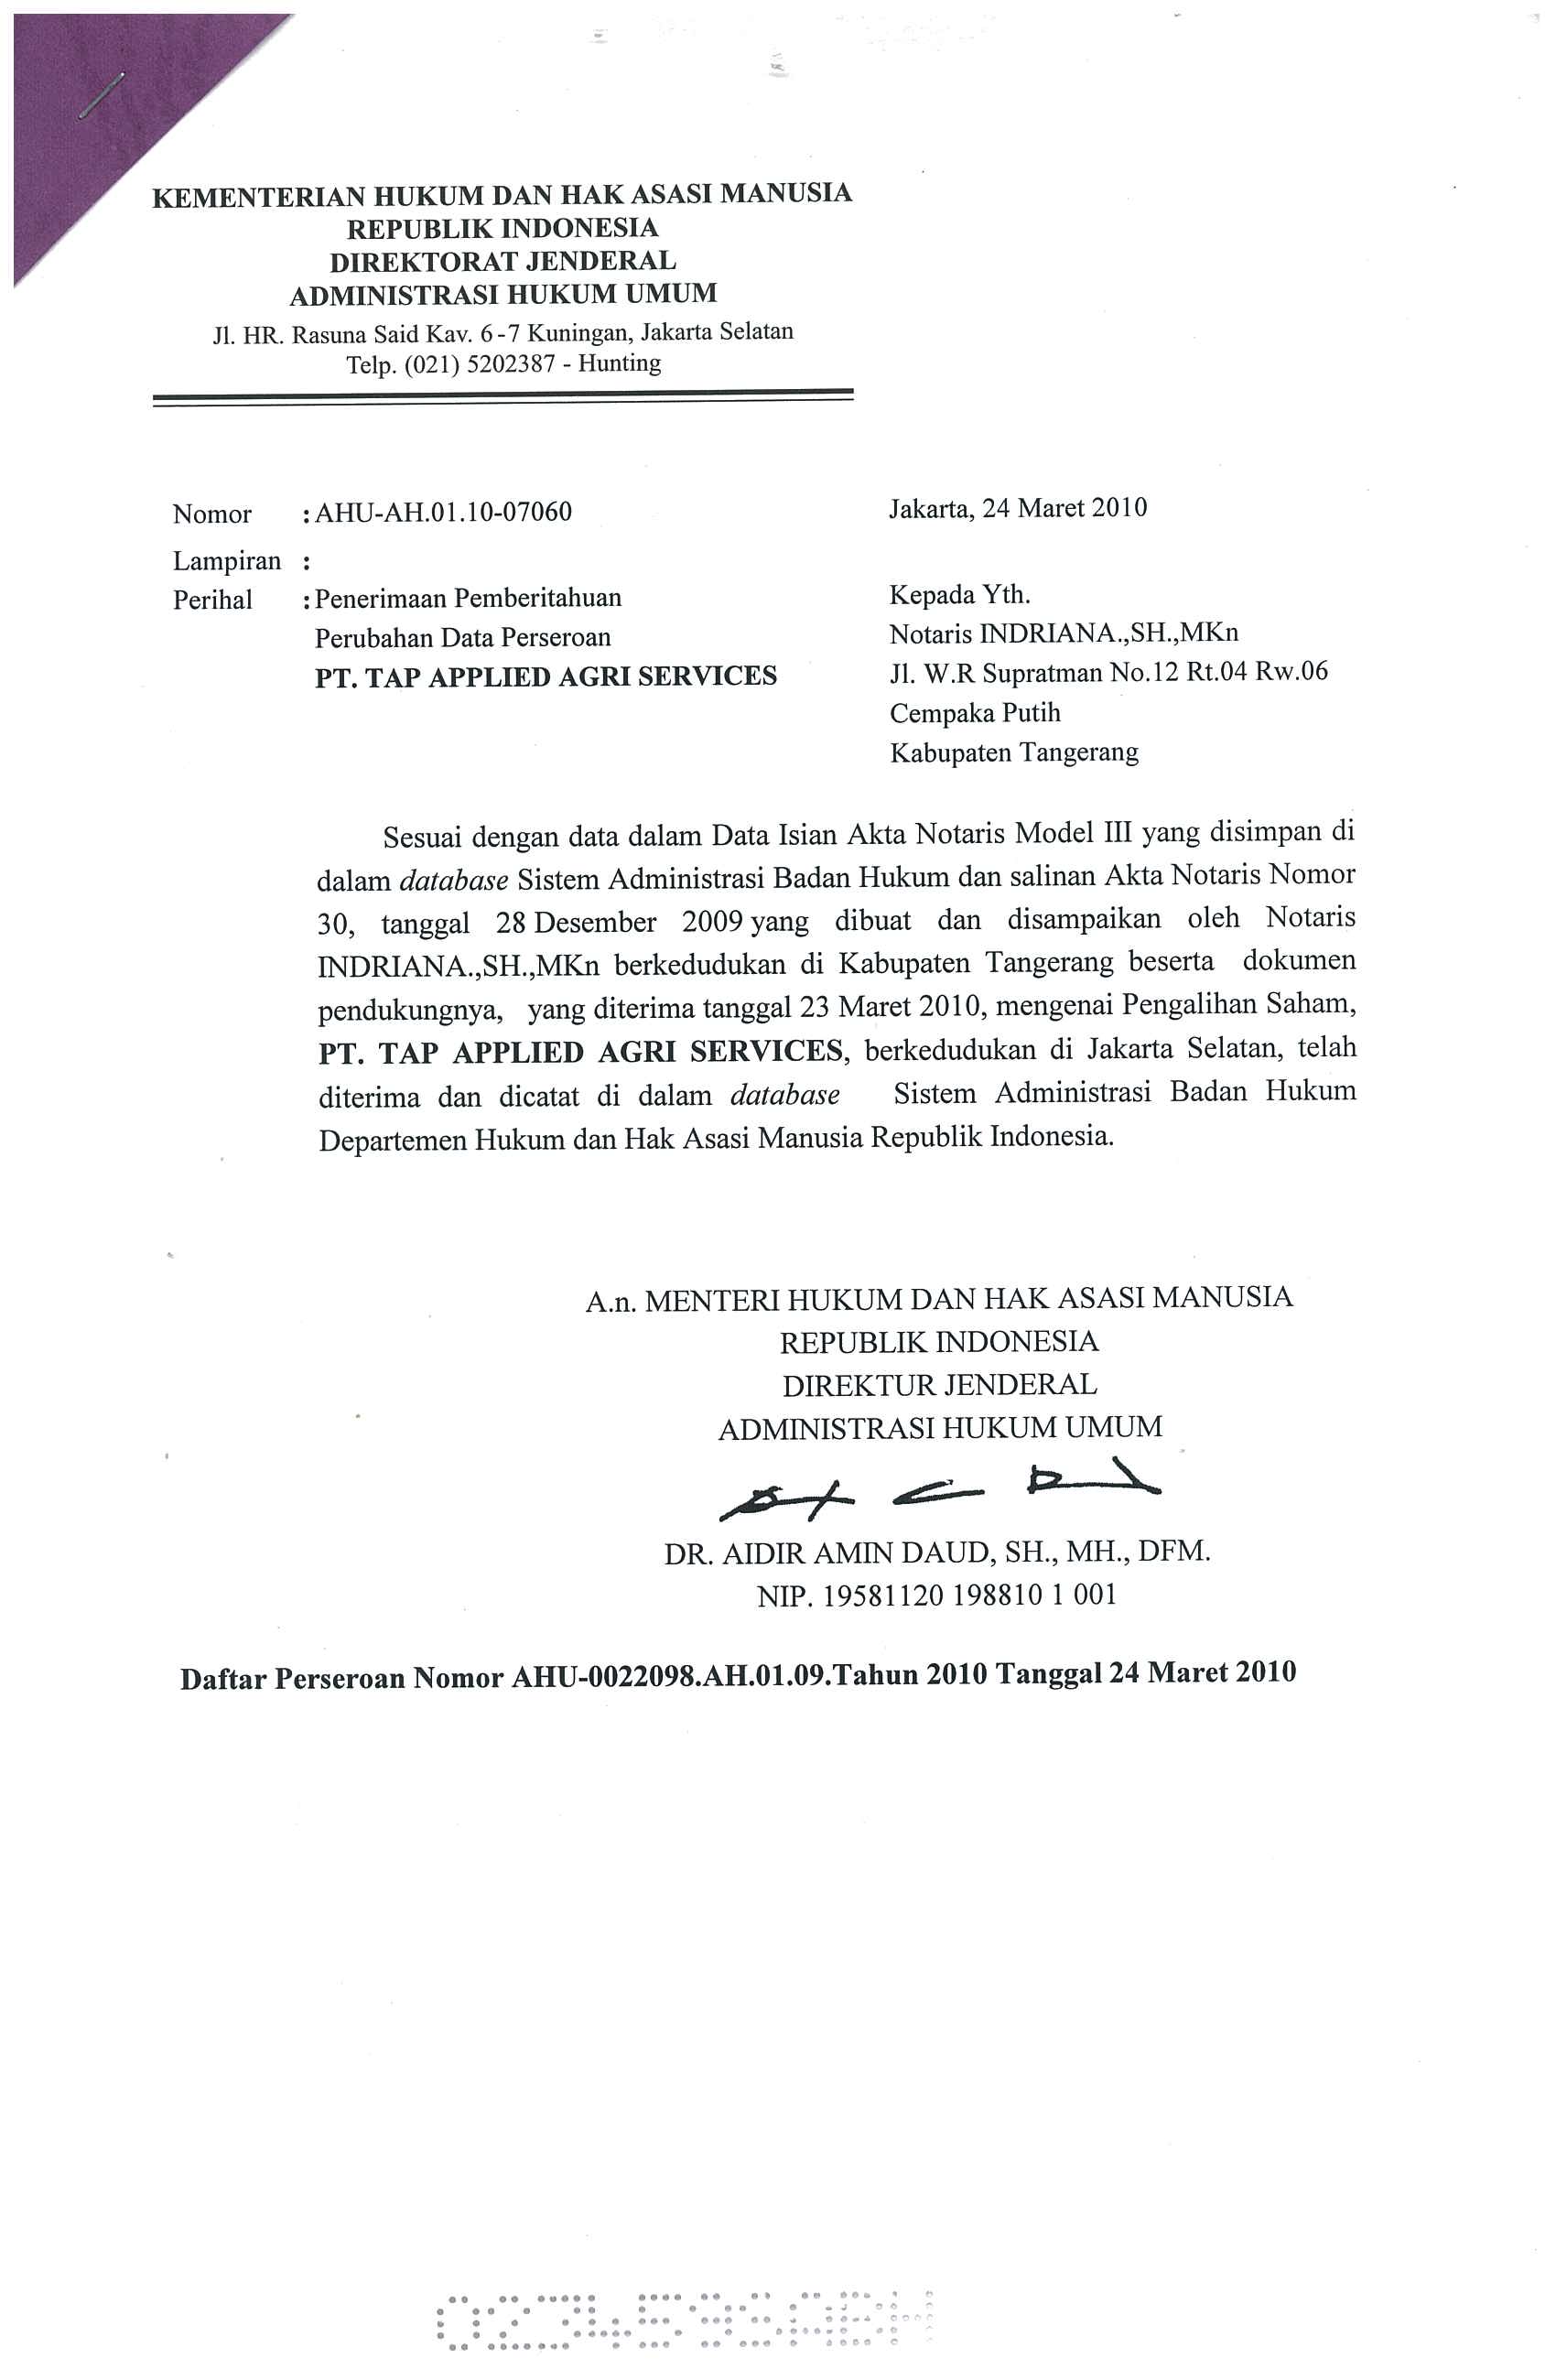 KEMENTERIAN HUKUM DAN HAK ASASI MANUSIA
REPUBLIK INDONESIA
DIREKTORAT JENDERAL
ADMINISTRASI HUKUM UMUM
Jl. HR. Rasuna Said Kav. 6-7 Kuningan, Jakarta Selatan
Telp. (021) 5202387 - Hunting
Nomor : AHU-AH.01.10-07060
Jakarta, 24 Maret 2010
Lampiran :
Perihal : Penerimaan Pemberitahuan
Perubahan Data Perseroan
PT. TAP APPLIED AGRI SERVICES
Kepada Yth.
Notaris INDRIANA.,SH.,MKn
Jl. W.R Supratman No.12 Rt.04 Rw.06
Cempaka Putih
Kabupaten Tangerang
Sesuai dengan data dalam Data Isian Akta Notaris Model III yang disimpan di
dalam database Sistem Administrasi Badan Hukum dan salinan Akta Notaris Nomor
30, tanggal 28 Desember 2009 yang dibuat dan disampaikan oleh Notaris
INDRIANA.,SH.,MKn berkedudukan di Kabupaten Tangerang beserta dokumen
pendukungnya, yang diterima tanggal 23 Maret 2010, mengenai Pengalihan Saham,
PT. TAP APPLIED AGRI SERVICES, berkedudukan di Jakarta Selatan, telah
diterima dan dicatat di dalam database Sistem Administrasi Badan Hukum
Departemen Hukum dan Hak Asasi Manusia Republik Indonesia.
A.n. MENTERI HUKUM DAN HAK ASASI MANUSIA
REPUBLIK INDONESIA
DIREKTUR JENDERAL
ADMINISTRASI HUKUM UMUM
DR. AIDIR AMIN DAUD, SH., MH., DFM.
NIP. 19581120 198810 1 001
Daftar Perseroan Nomor AHU-0022098.AH.01.09.Tahun 2010 Tanggal 24 Maret 2010